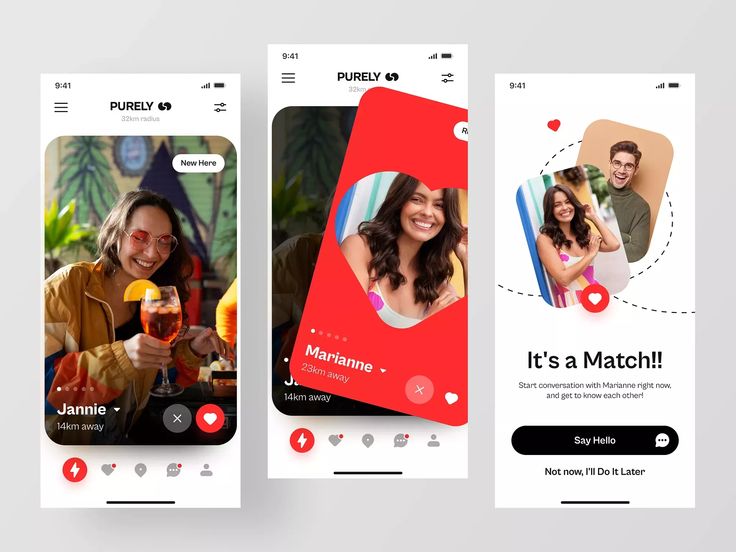 9:41
PURELY
32km radius
New Here
Jannie
14km away
9:41
PURELY
32km
Marianne
23km away
14km away
9:41
It's a Match!!
Start conversation with Marianne right now,
and get to know each other!
Say Hello
Not now, I'll Do It Later